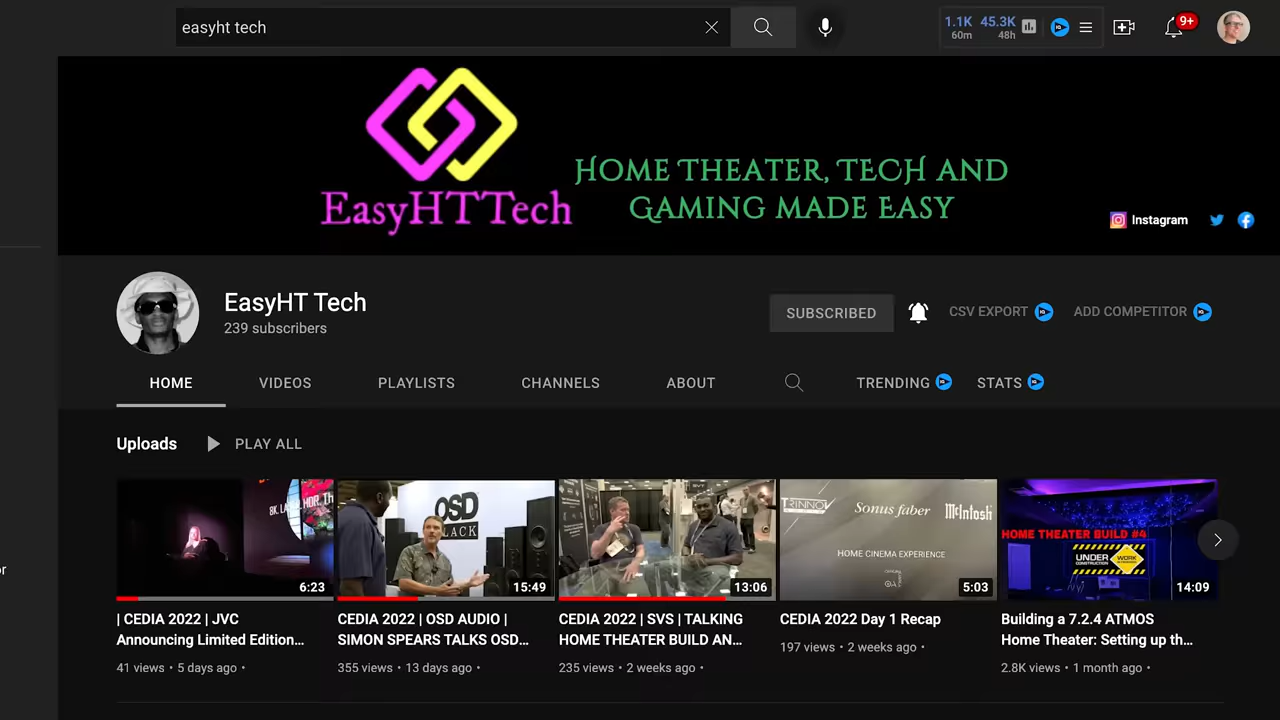 easyht tech
1.1K 45.3K
60m 48h
9+
HOME THEATER, TECH AND
GAMING MADE EASY
EasyHTTech
Instagram
EasyHT Tech
239 subscribers
SUBSCRIBED
CSV EXPORT
ADD COMPETITOR
HOME
VIDEOS
PLAYLISTS
CHANNELS
ABOUT
TRENDING
STATS
Uploads
PLAY ALL
6:23
OSD
BLACK
15:49
13:06
TRINNOV
Sonus faber
McIntosh
HOME CINEMA EXPERIENCE
5:03
HOME THEATER BUILD #4
UNDER
CONSTRUCTION
WORK
14:09
or
| CEDIA 2022 | JVC
Announcing Limited Edition...
41 views • 5 days ago •
CEDIA 2022 | OSD AUDIO |
SIMON SPEARS TALKS OSD...
355 views • 13 days ago •
CEDIA 2022 | SVS | TALKING
HOME THEATER BUILD AN...
235 views • 2 weeks ago •
CEDIA 2022 Day 1 Recap
197 views • 2 weeks ago •
Building a 7.2.4 ATMOS
Home Theater: Setting up th...
2.8K views • 1 month ago •